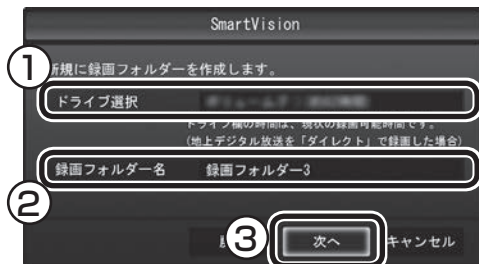 SmartVision
①
新規に録画フォルダーを作成します。
ドライブ選択
ドライブ欄の時間は、現状の録画可能時間です。
(地上デジタル放送を「ダイレクト」で録画した場合)
録画フォルダー名 録画フォルダー3
②
③ 次へ キャンセル